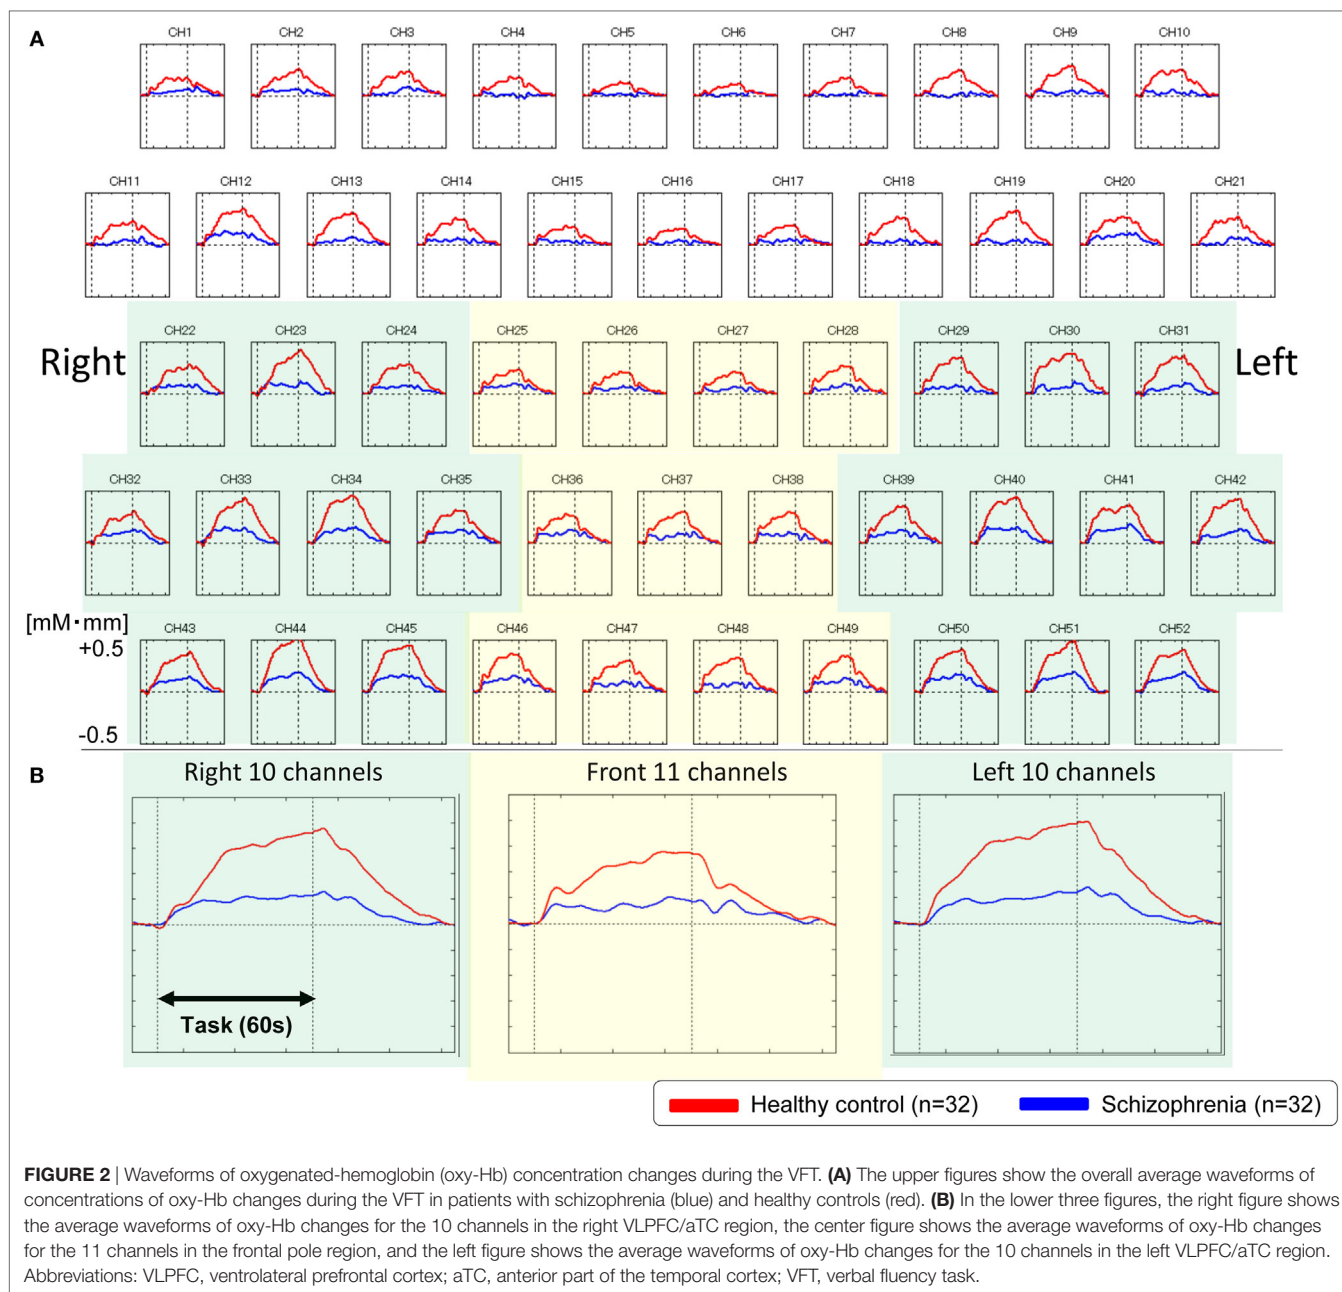 A
CH1 CH2 CH3 CH4 CH5 CH6 CH7 CH8 CH9 CH10
CH11 CH12 CH13 CH14 CH15 CH16 CH17 CH18 CH19 CH20 CH21
CH22 CH23 CH24 CH25 CH26 CH27 CH28 CH29 CH30 CH31
Right Left
CH32 CH33 CH34 CH35 CH36 CH37 CH38 CH39 CH40 CH41 CH42
[mM·mm]
CH43 CH44 CH45 CH46 CH47 CH48 CH49 CH50 CH51 CH52
+0.5
-0.5
B
Right 10 channels Front 11 channels Left 10 channels
Task (60s)
Healthy control (n=32) Schizophrenia (n=32)
FIGURE 2 | Waveforms of oxygenated-hemoglobin (oxy-Hb) concentration changes during the VFT. (A) The upper figures show the overall average waveforms of
concentrations of oxy-Hb changes during the VFT in patients with schizophrenia (blue) and healthy controls (red). (B) In the lower three figures, the right figure shows
the average waveforms of oxy-Hb changes for the 10 channels in the right VLPFC/aTC region, the center figure shows the average waveforms of oxy-Hb changes
for the 11 channels in the frontal pole region, and the left figure shows the average waveforms of oxy-Hb changes for the 10 channels in the left VLPFC/aTC region.
Abbreviations: VLPFC, ventrolateral prefrontal cortex; aTC, anterior part of the temporal cortex; VFT, verbal fluency task.